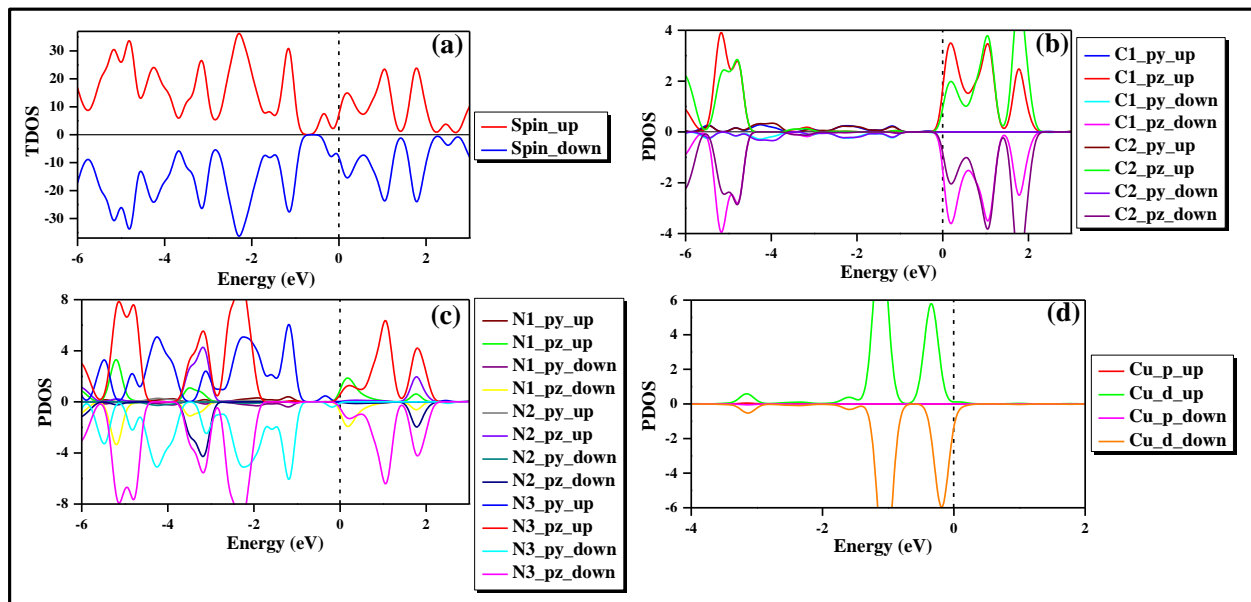 (a)
TDOS
30
20
10
0
-10
-20
-30
-6
-4
-2
0
2
Energy (eV)
Spin_up
Spin_down
(b)
PDOS
4
2
0
-2
-4
-6
-4
-2
0
2
Energy (eV)
C1_py_up
C1_pz_up
C1_py_down
C1_pz_down
C2_py_up
C2_pz_up
C2_py_down
C2_pz_down
(c)
PDOS
8
4
0
-4
-8
-6
-4
-2
0
2
Energy (eV)
N1_py_up
N1_pz_up
N1_py_down
N1_pz_down
N2_py_up
N2_pz_up
N2_py_down
N2_pz_down
N3_py_up
N3_pz_up
N3_py_down
N3_pz_down
(d)
PDOS
6
4
2
0
-2
-4
-6
-4
-2
0
2
Energy (eV)
Cu_p_up
Cu_d_up
Cu_p_down
Cu_d_down